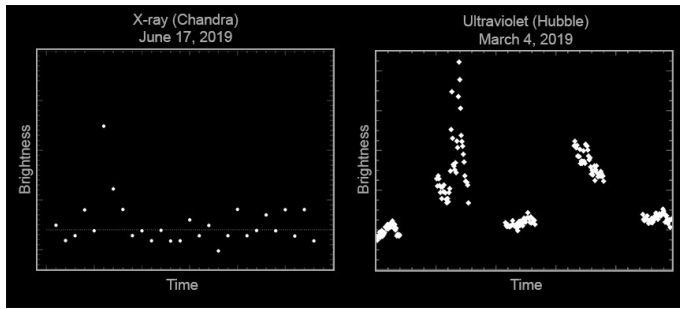 X-ray (Chandra)
June 17, 2019
Brightness
Time
Ultraviolet (Hubble)
March 4, 2019
Brightness
Time